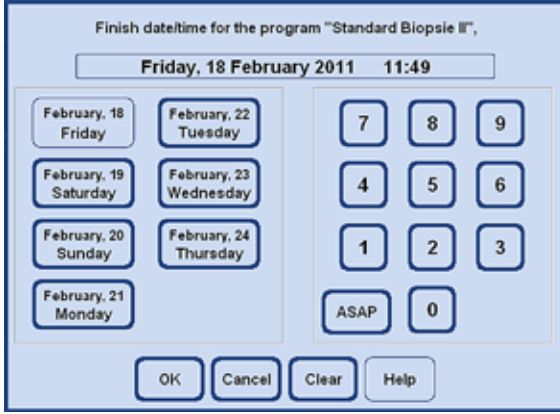 Finish date/time for the program "Standard Biopsie II",
Friday, 18 February 2011 11:49
February, 18
Friday
February, 22
Tuesday
February, 19
Saturday
February, 23
Wednesday
February, 20
Sunday
February, 24
Thursday
February, 21
Monday
7 8 9
4 5 6
1 2 3
ASAP 0
OK Cancel Clear Help